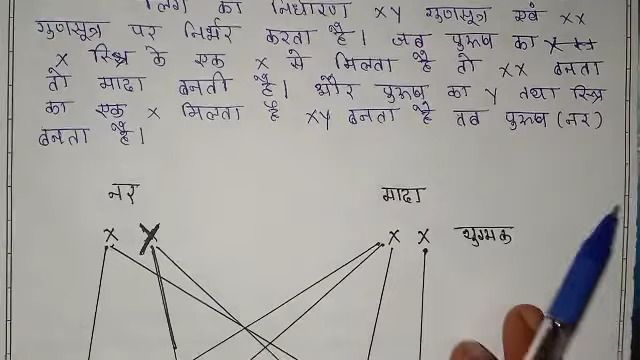 लिंग का निर्धारण XY गुणसूत्र एवं XX
गुणसूत्र पर निर्भर करता है। जब पुरुष का
X स्त्रि के एक X से मिलता है तो XX बनता
तो मादा बनती है। और पुरुष का Y तथा स्त्रि
का एक X मिलता है XY बनता है तब पुरुष (नर)
बनता है।
नर मादा
X X X X युग्मक